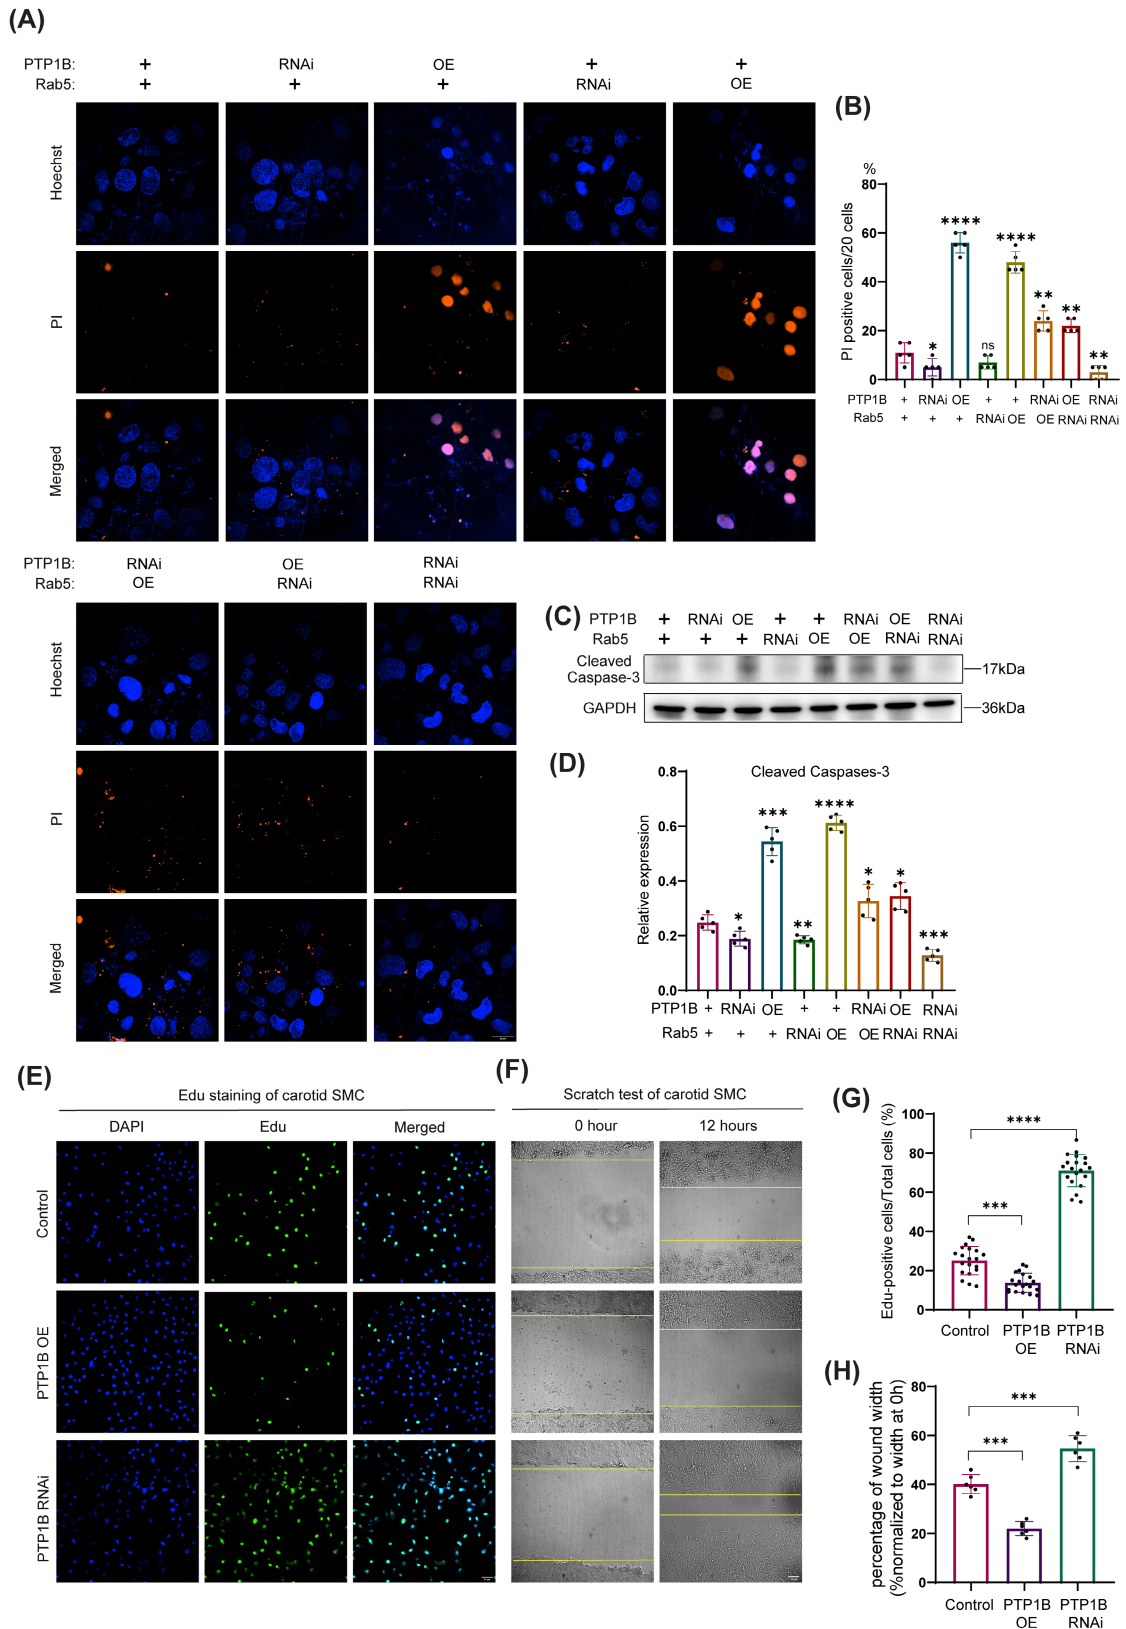 (A)
PTP1B: + RNAi OE + +
Rab5: + + + RNAi OE
Hoechst
PI
Merged
PTP1B: RNAi OE RNAi
Rab5: OE RNAi RNAi
Hoechst
PI
Merged
(B)
%
PI positive cells/20 cells
80
60
40
20
0
* **** ns **** ** ** **
PTP1B + RNAi OE + + RNAi OE RNAi
Rab5 + + + RNAi OE OE RNAi RNAi
(C)
PTP1B + RNAi OE + + RNAi OE RNAi
Rab5 + + + RNAi OE OE RNAi RNAi
Cleaved
Caspase-3
17kDa
GAPDH
36kDa
(D)
Cleaved Caspases-3
Relative expression
0.8
0.6
0.4
0.2
0.0
* *** ** **** * * ***
PTP1B + RNAi OE + + RNAi OE RNAi
Rab5 + + + RNAi OE OE RNAi RNAi
(E)
Edu staining of carotid SMC
DAPI Edu Merged
Control
PTP1B OE
PTP1B RNAi
(F)
Scratch test of carotid SMC
0 hour 12 hours
(G)
Edu-positive cells/Total cells (%)
100
80
60
40
20
0
****
***
Control PTP1B PTP1B
OE RNAi
(H)
percentage of wound width
(%normalized to width at 0h)
80
60
40
20
0
***
***
Control PTP1B PTP1B
OE RNAi